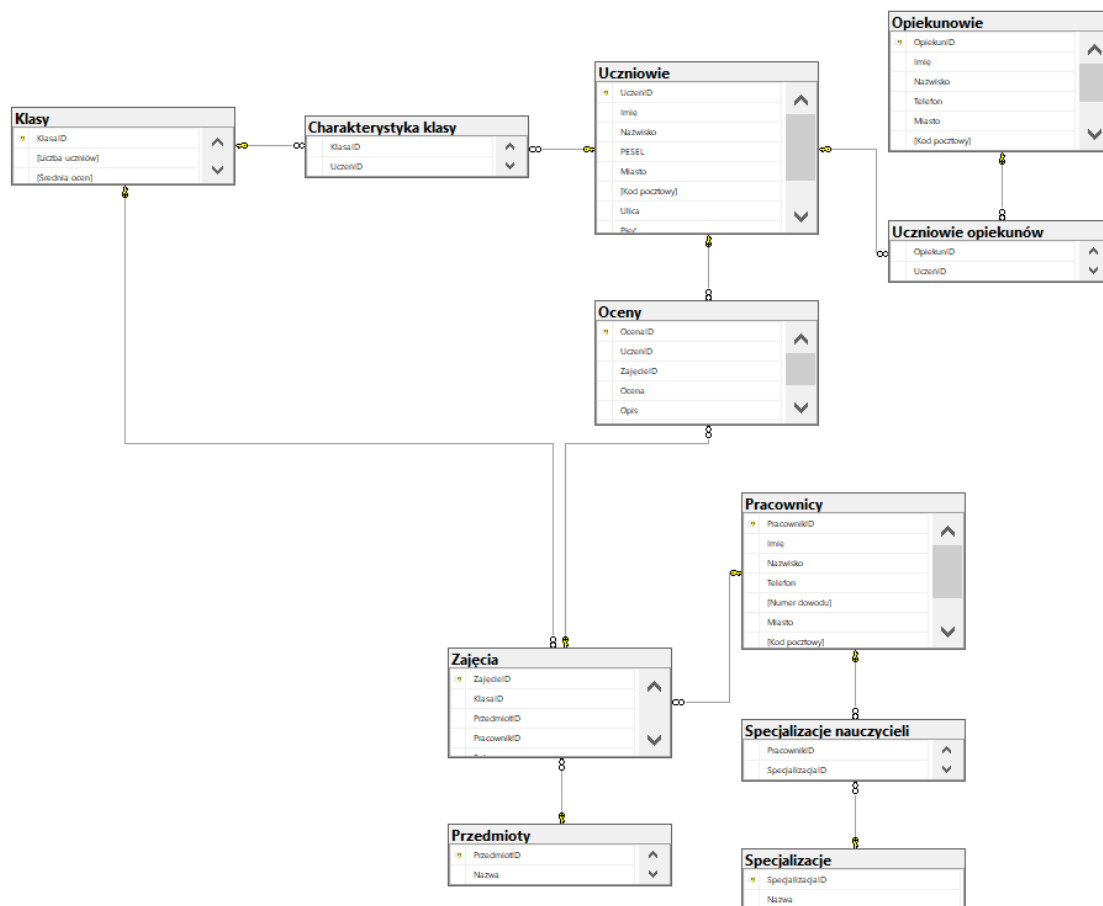 Klasy
KlasaID
[Liczba uczniów]
[Średnia ocen]
Charakterystyka klasy
KlasaID
UczeńID
Uczniowie
UczeńID
Imię
Nazwisko
PESEL
Miasto
[Kod pocztowy]
Ulica
Płeć
Opiekunowie
OpiekunID
Imię
Nazwisko
Telefon
Miasto
[Kod pocztowy]
Uczniowie opiekunów
OpiekunID
UczeńID
Oceny
OcenaID
UczeńID
ZajęcieID
Ocena
Opis
Pracownicy
PracownikID
Imię
Nazwisko
Telefon
[Numer dowodu]
Miasto
[Kod pocztowy]
Zajęcia
ZajęcieID
KlasaID
PrzedmiotID
PracownikID
Specjalizacje nauczycieli
PracownikID
SpecjalizacjaID
Przedmioty
PrzedmiotID
Nazwa
Specjalizacje
SpecjalizacjaID
Nazwa